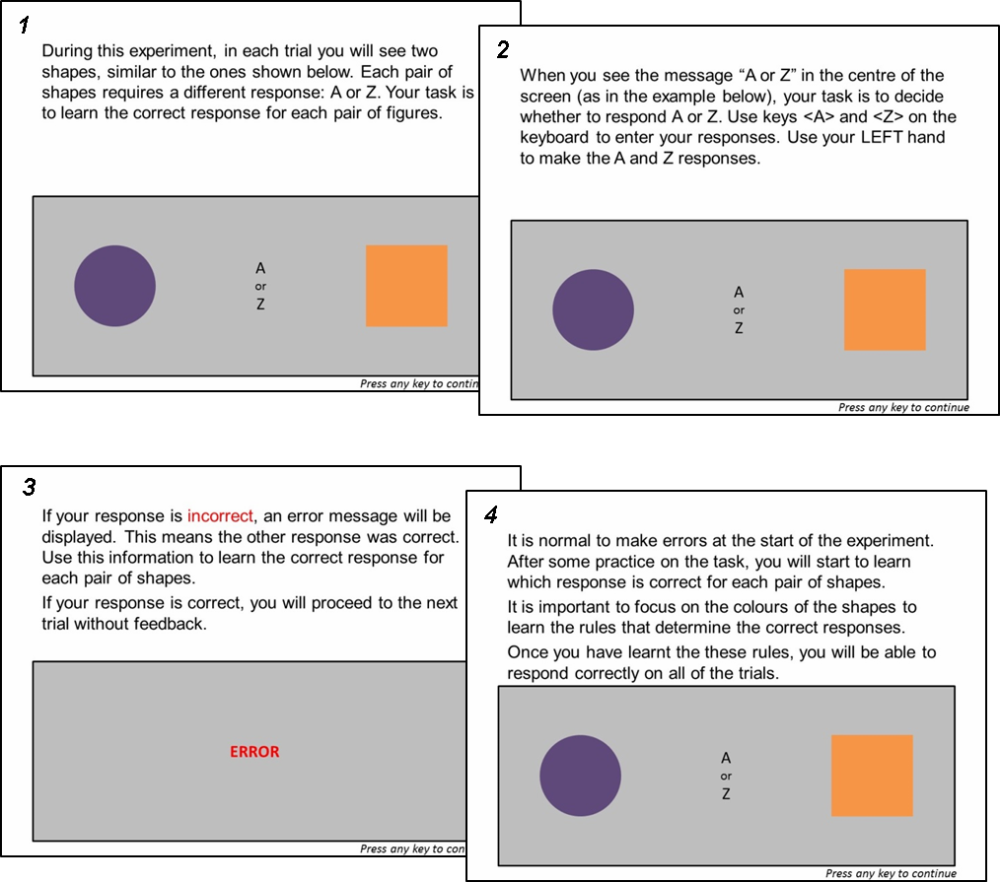 1
During this experiment, in each trial you will see two
shapes, similar to the ones shown below. Each pair of
shapes requires a different response: A or Z. Your task is
to learn the correct response for each pair of figures.
A
or
Z
Press any key to contin
2
When you see the message “A or Z” in the centre of the
screen (as in the example below), your task is to decide
whether to respond A or Z. Use keys <A> and <Z> on the
keyboard to enter your responses. Use your LEFT hand
to make the A and Z responses.
A
or
Z
Press any key to continue
3
If your response is incorrect, an error message will be
displayed. This means the other response was correct.
Use this information to learn the correct response for
each pair of shapes.
If your response is correct, you will proceed to the next
trial without feedback.
ERROR
Press any key to con
4
It is normal to make errors at the start of the experiment.
After some practice on the task, you will start to learn
which response is correct for each pair of shapes.
It is important to focus on the colours of the shapes to
learn the rules that determine the correct responses.
Once you have learnt the these rules, you will be able to
respond correctly on all of the trials.
A
or
Z
Press any key to continue